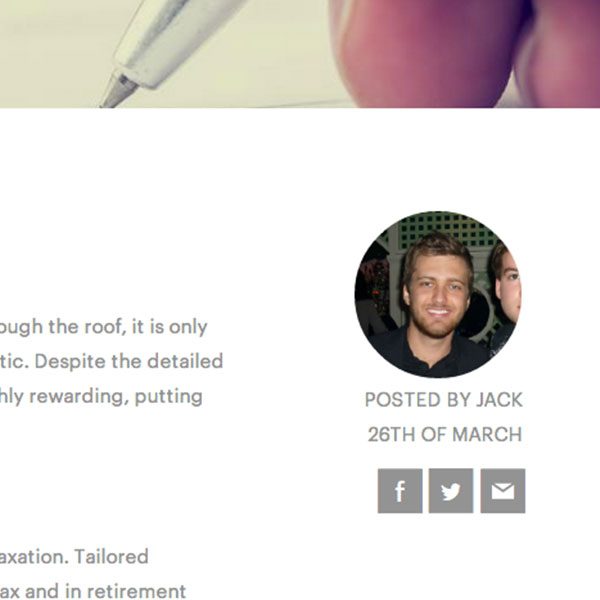 ough the roof, it is only
tic. Despite the detailed
hly rewarding, putting
POSTED BY JACK
26TH OF MARCH
f
axation. Tailored
ax and in retirement